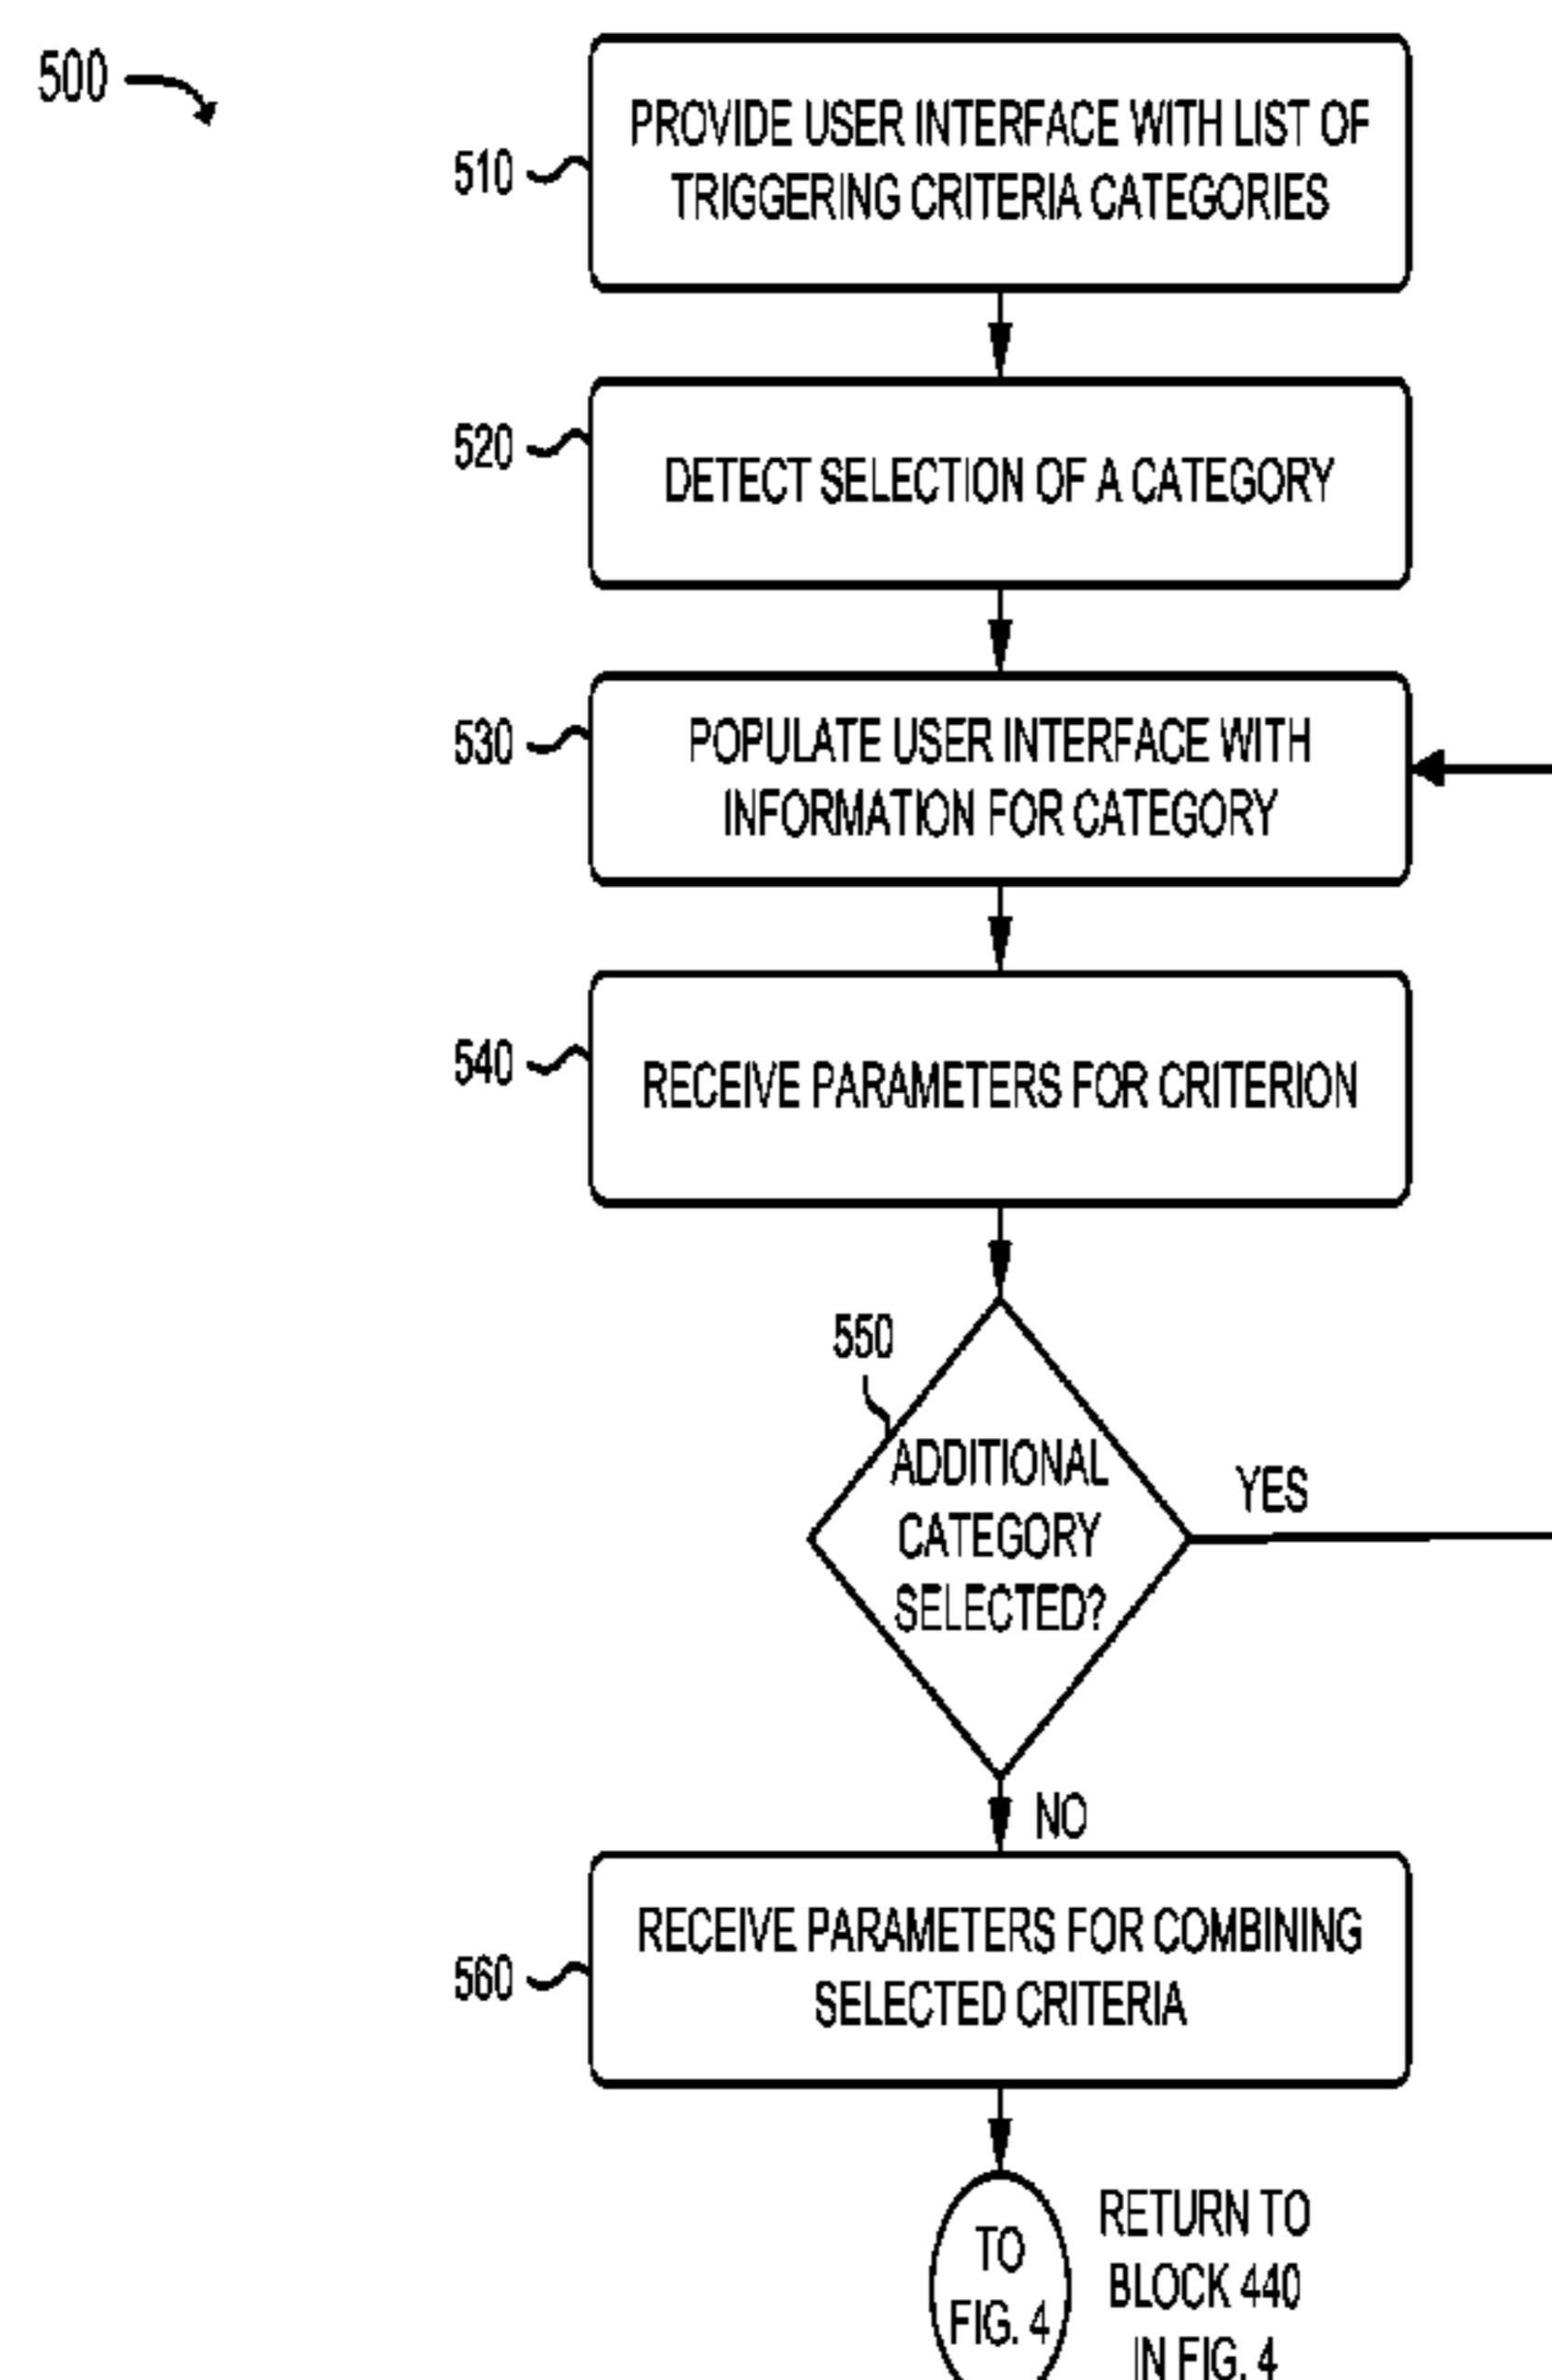 500
510
PROVIDE USER INTERFACE WITH LIST OF
TRIGGERING CRITERIA CATEGORIES
520
DETECT SELECTION OF A CATEGORY
530
POPULATE USER INTERFACE WITH
INFORMATION FOR CATEGORY
540
RECEIVE PARAMETERS FOR CRITERION
550
ADDITIONAL
CATEGORY
SELECTED?
YES
NO
560
RECEIVE PARAMETERS FOR COMBINING
SELECTED CRITERIA
TO
FIG. 4
RETURN TO
BLOCK 440
IN FIG. 4